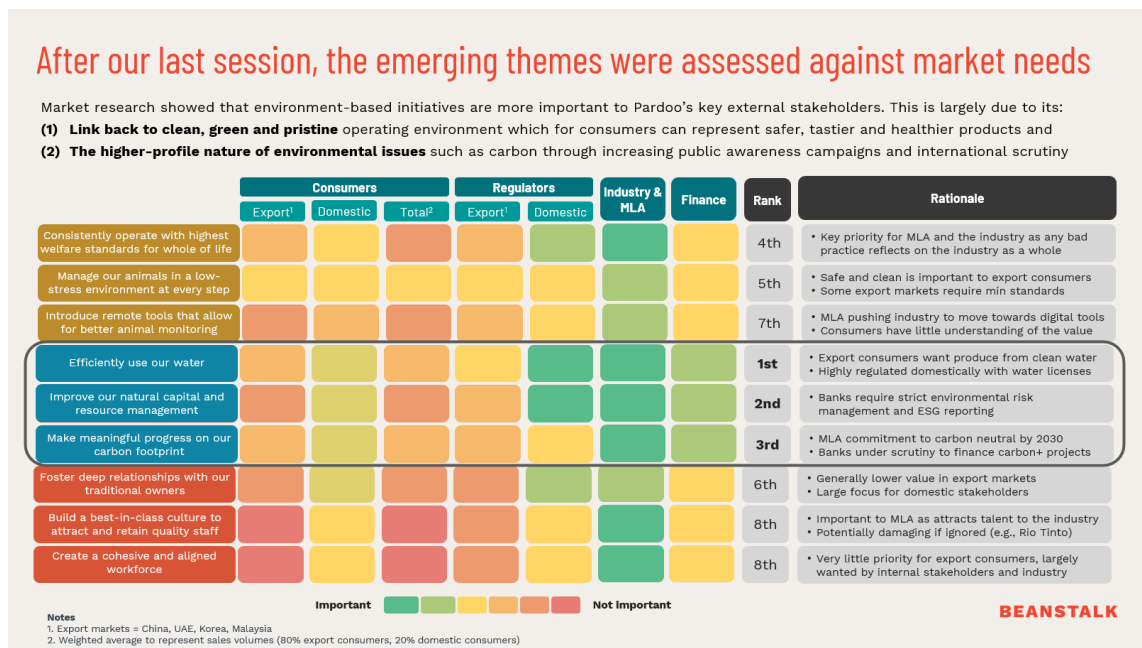 After our last session, the emerging themes were assessed against market needs
Market research showed that environment-based initiatives are more important to Pardoo's key external stakeholders. This is largely due to its:
(1) Link back to clean, green and pristine operating environment which for consumers can represent safer, tastier and healthier products and
(2) The higher-profile nature of environmental issues such as carbon through increasing public awareness campaigns and international scrutiny
Consumers
Regulators
Industry &
MLA
Finance
Rank
Rationale
Export¹
Domestic
Total²
Export¹
Domestic
Consistently operate with highest
welfare standards for whole of life
4th
• Key priority for MLA and the industry as any bad
practice reflects on the industry as a whole
Manage our animals in a low-
stress environment at every step
5th
• Safe and clean is important to export consumers
• Some export markets require min standards
Introduce remote tools that allow
for better animal monitoring
7th
• MLA pushing industry to move towards digital tools
• Consumers have little understanding of the value
Efficiently use our water
1st
• Export consumers want produce from clean water
• Highly regulated domestically with water licenses
Improve our natural capital and
resource management
2nd
• Banks require strict environmental risk
management and ESG reporting
Make meaningful progress on our
carbon footprint
3rd
• MLA commitment to carbon neutral by 2030
• Banks under scrutiny to finance carbon+ projects
Foster deep relationships with our
traditional owners
6th
• Generally lower value in export markets
• Large focus for domestic stakeholders
Build a best-in-class culture to
attract and retain quality staff
8th
• Important to MLA as attracts talent to the industry
• Potentially damaging if ignored (e.g., Rio Tinto)
Create a cohesive and aligned
workforce
8th
• Very little priority for export consumers, largely
wanted by internal stakeholders and industry
Important
Not important
Notes
1. Export markets = China, UAE, Korea, Malaysia
2. Weighted average to represent sales volumes (80% export consumers, 20% domestic consumers)
BEANSTALK